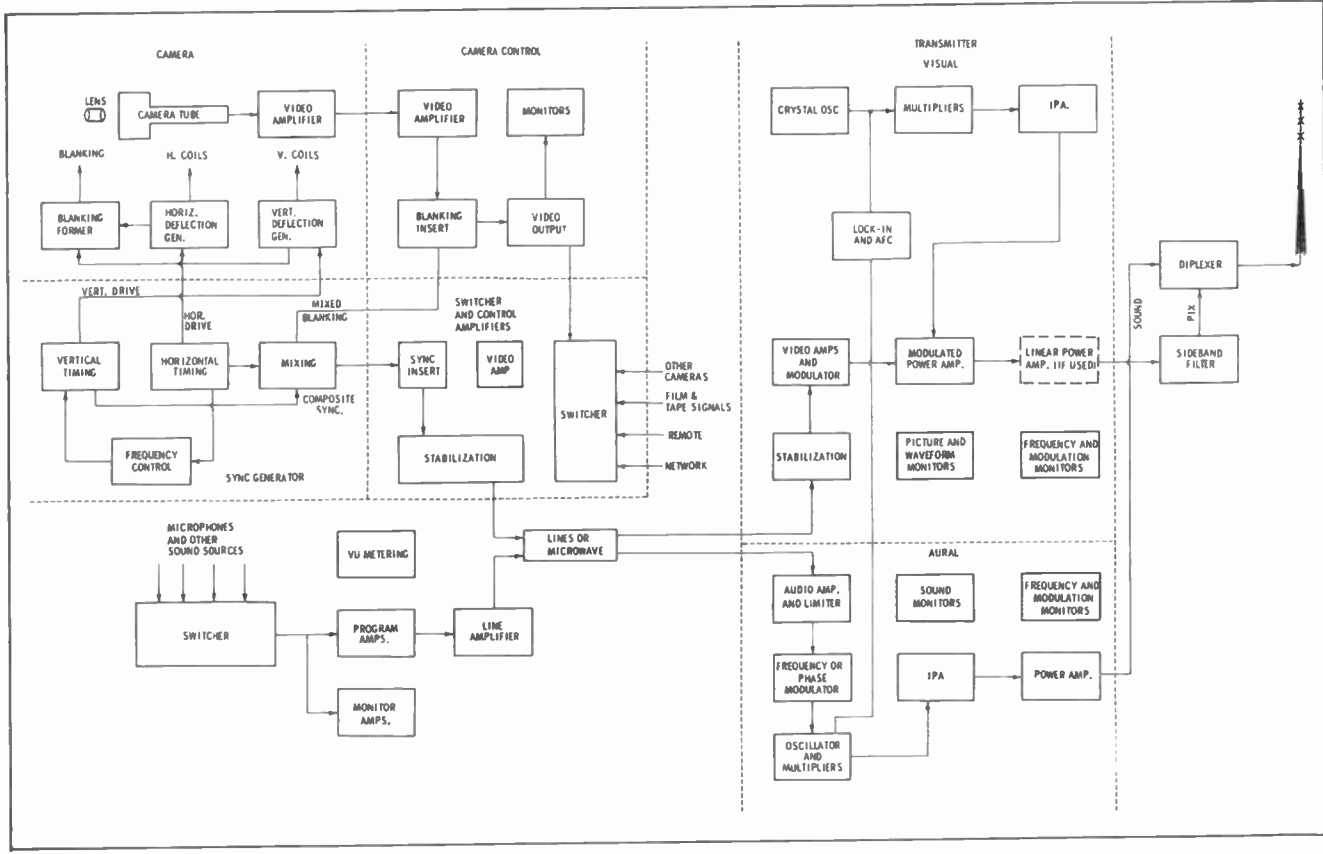 CAMERA
CAMERA CONTROL
TRANSMITTER
VISUAL
LENS
CAMERA TUBE
VIDEO
AMPLIFIER
VIDEO
AMPLIFIER
MONITORS
CRYSTAL OSC
MULTIPLIERS
IPA.
BLANKING
H. COILS
V. COILS
BLANKING
FORMER
HORIZ.
DEFLECTION
GEN.
VERT.
DEFLECTION
GEN.
BLANKING
INSERT
VIDEO
OUTPUT
LOCK-IN
AND AFC
DIPLEXER
VERT. DRIVE
HOR.
DRIVE
MIXED
BLANKING
SWITCHER
AND CONTROL
AMPLIFIERS
SOUND
PIX
VERTICAL
TIMING
HORIZONTAL
TIMING
MIXING
SYNC
INSERT
VIDEO
AMP
SWITCHER
OTHER
CAMERAS
FILM &
TAPE SIGNALS
REMOTE
NETWORK
VIDEO AMPS
AND
MODULATOR
MODULATED
POWER AMP.
LINEAR POWER
AMP. (IF USED)
SIDEBAND
FILTER
COMPOSITE
SYNC.
FREQUENCY
CONTROL
SYNC GENERATOR
STABILIZATION
STABILIZATION
PICTURE AND
WAVEFORM
MONITORS
FREQUENCY AND
MODULATION
MONITORS
MICROPHONES
AND OTHER
SOUND SOURCES
VU METERING
LINES OR
MICROWAVE
AURAL
SWITCHER
PROGRAM
AMPS.
LINE
AMPLIFIER
AUDIO AMP.
AND LIMITER
SOUND
MONITORS
FREQUENCY AND
MODULATION
MONITORS
MONITOR
AMPS.
FREQUENCY OR
PHASE
MODULATOR
IPA
POWER AMP.
OSCILLATOR
AND
MULTIPLIERS